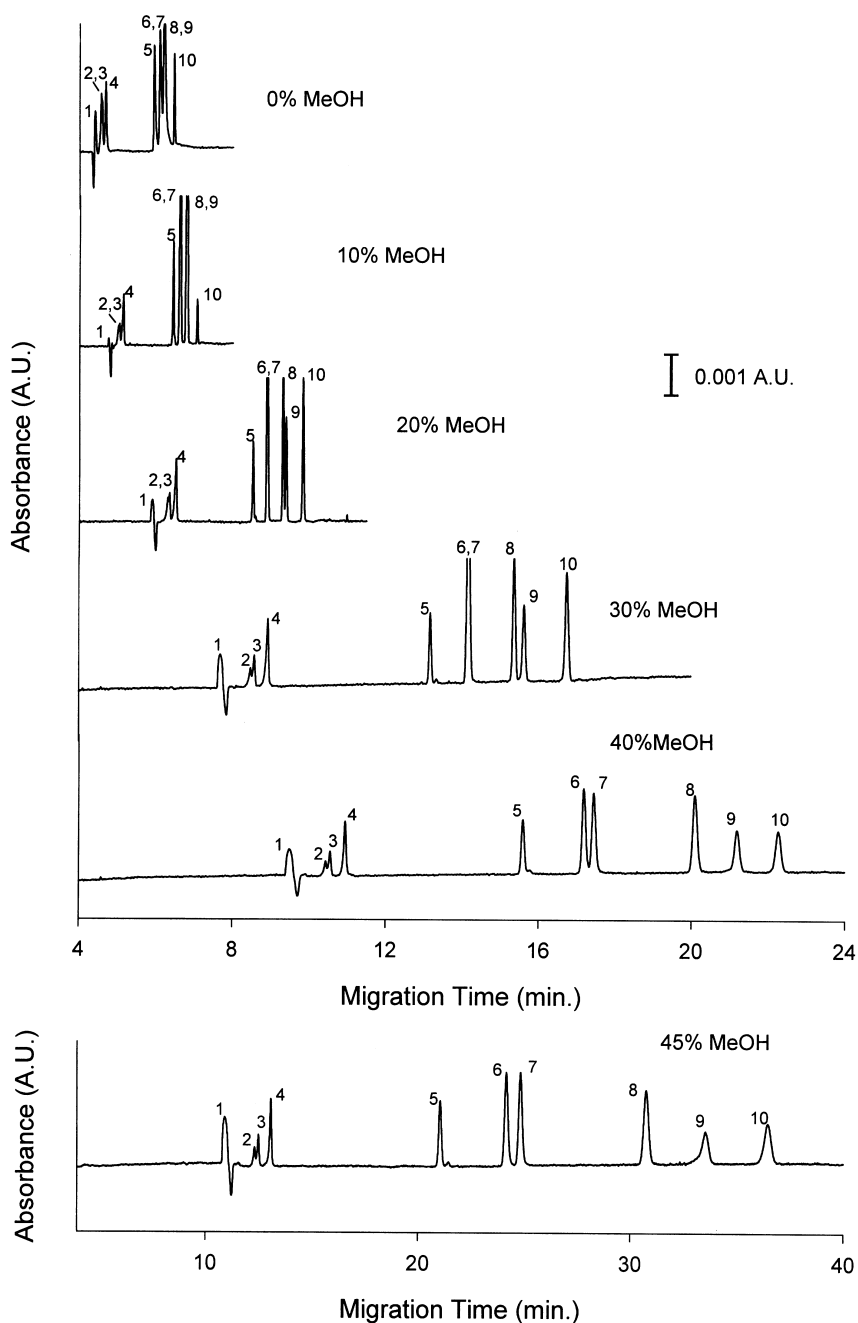 6,7 8,9
5 10
2,3 4
1
0% MeOH
6,7 8,9
5
10% MeOH
2,3 4
1 10
0.001 A.U.
6,7 8 10
9
5
20% MeOH
4
2,3
1
6,7 8 10
9
5
30% MeOH
4
3
1 2
40%MeOH
6 7 8
5 9 10
4
3
1 2
Absorbance (A.U.)
4 8 12 16 20 24
Migration Time (min.)
45% MeOH
6 7
8
5
4
1 3
2
9 10
Absorbance (A.U.)
10 20 30 40
Migration Time (min.)